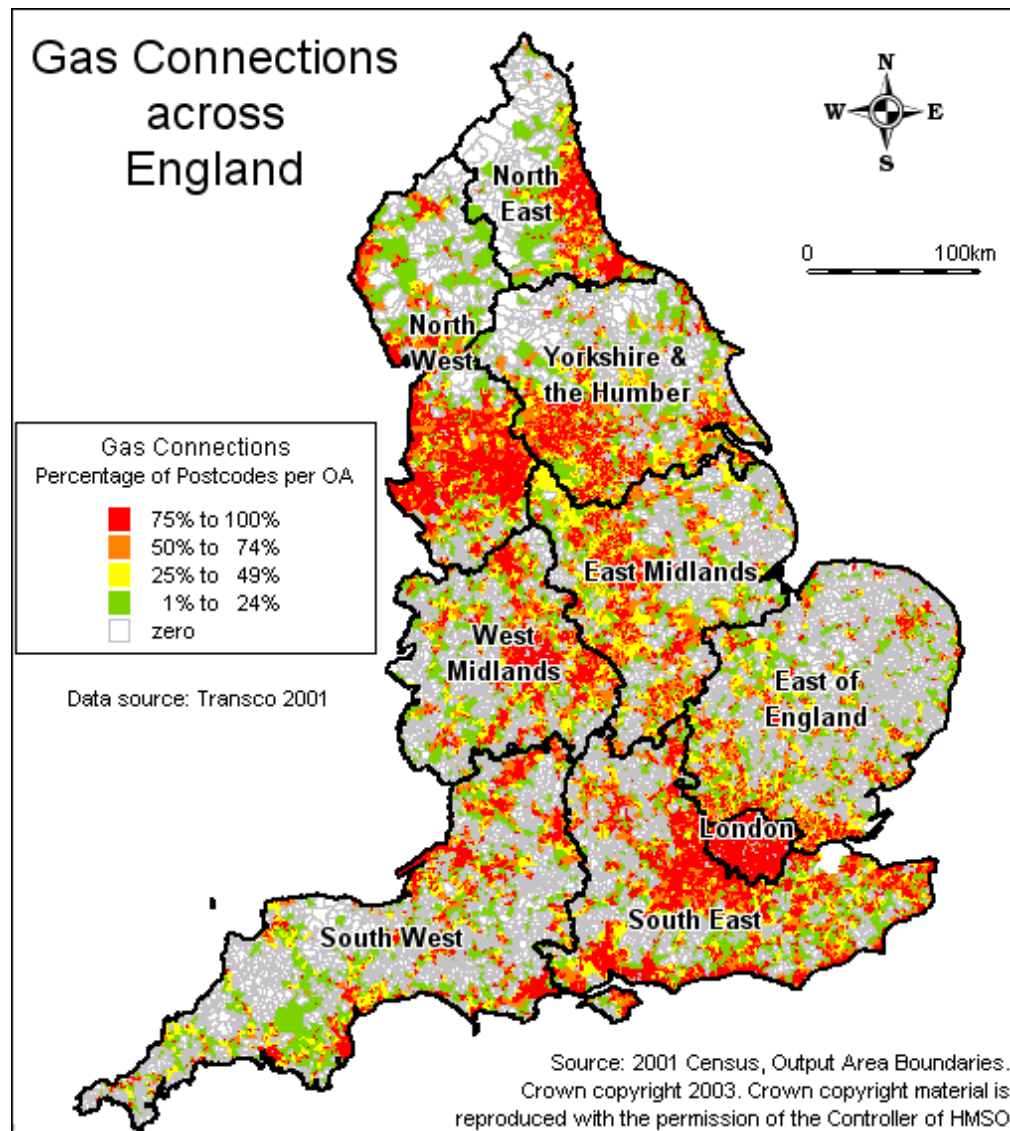 Gas Connections
across
England
N
W E
S
0 100km
North
East
North
West
Yorkshire &
the Humber
Gas Connections
Percentage of Postcodes per OA
75% to 100%
50% to 74%
25% to 49%
1% to 24%
zero
East Midlands
West
Midlands
East of
England
Data source: Transco 2001
London
South East
South West
Source: 2001 Census, Output Area Boundaries.
Crown copyright 2003. Crown copyright material is
reproduced with the permission of the Controller of HMSO